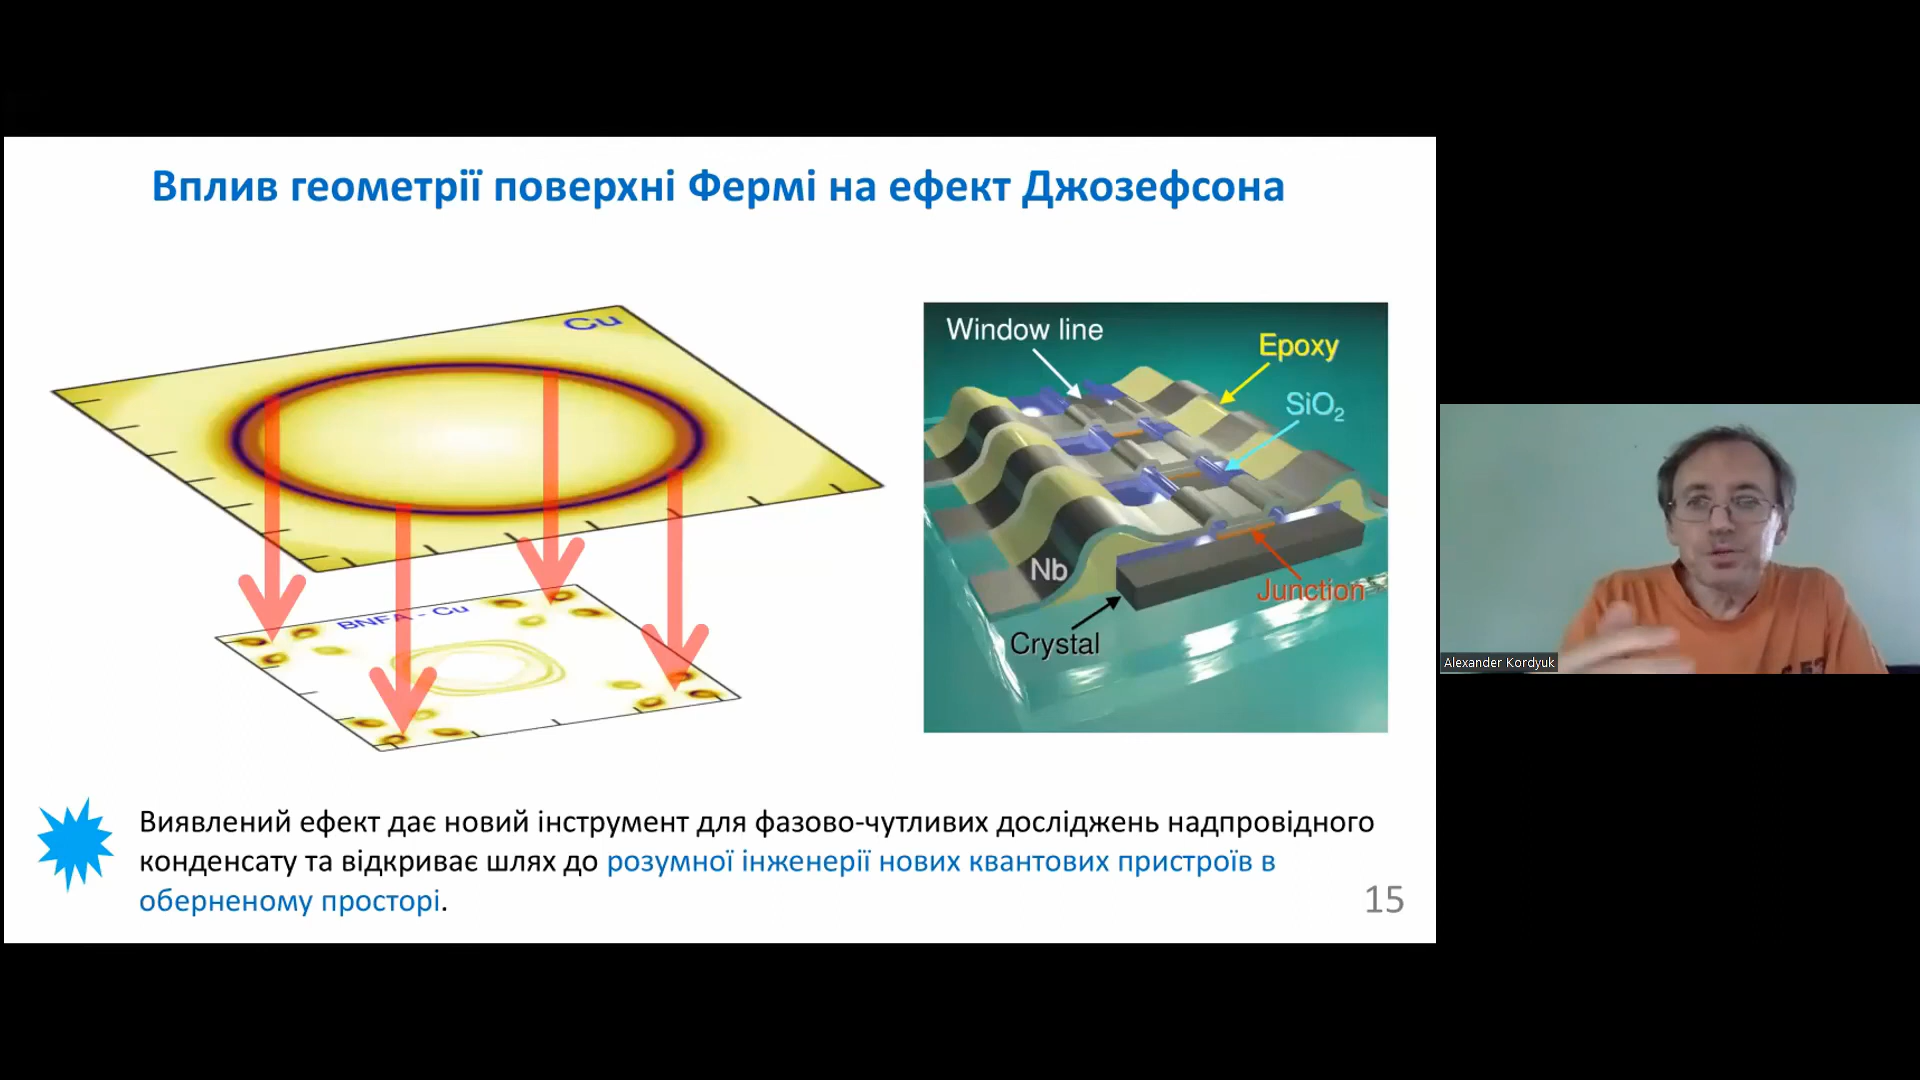 Вплив геометрії поверхні Фермі на ефект Джозефсона
Cu
BNFA - Cu
Window line
Epoxy
SiO₂
Nb
Junction
Crystal
Alexander Kordyuk
Виявлений ефект дає новий інструмент для фазово-чутливих досліджень надпровідного
конденсату та відкриває шлях до розумної інженерії нових квантових пристроїв в
оберненому просторі.
15